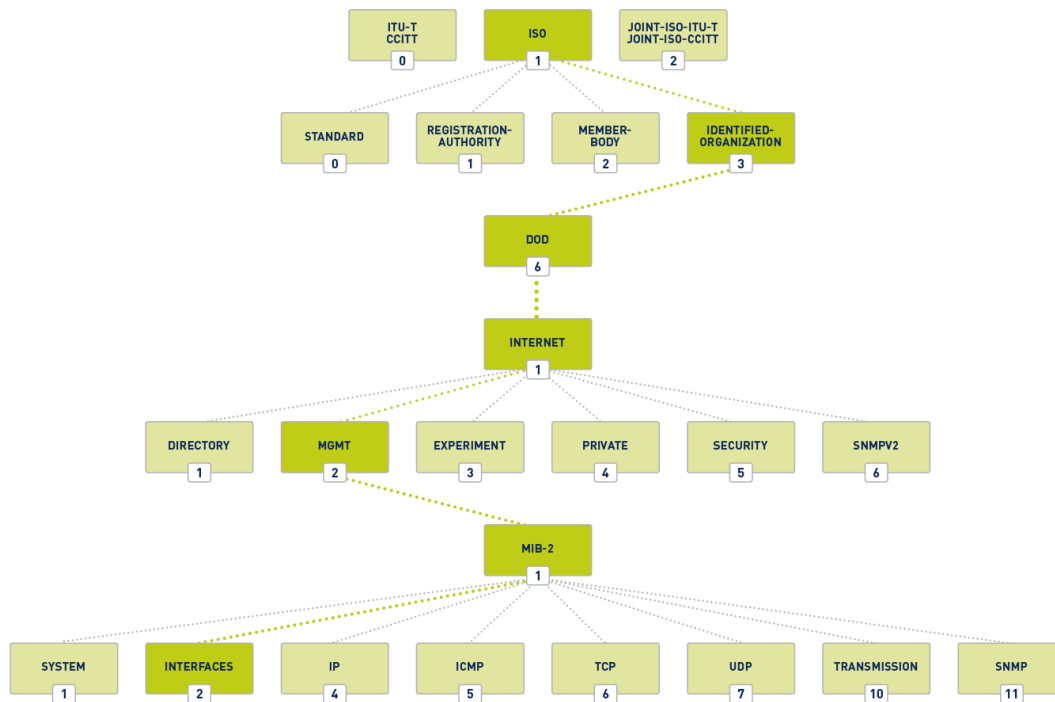 ITU-T
CCITT
0
ISO
1
JOINT-ISO-ITU-T
JOINT-ISO-CCITT
2
STANDARD
0
REGISTRATION-
AUTHORITY
1
MEMBER-
BODY
2
IDENTIFIED-
ORGANIZATION
3
DOD
6
INTERNET
1
DIRECTORY
1
MGMT
2
EXPERIMENT
3
PRIVATE
4
SECURITY
5
SNMPV2
6
MIB-2
1
SYSTEM
1
INTERFACES
2
IP
4
ICMP
5
TCP
6
UDP
7
TRANSMISSION
10
SNMP
11